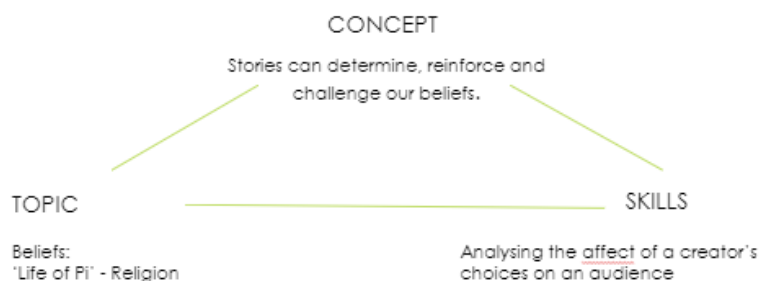 CONCEPT
Stories can determine, reinforce and
challenge our beliefs.
TOPIC
SKILLS
Beliefs:
'Life of Pi' - Religion
Analysing the affect of a creator's
choices on an audience